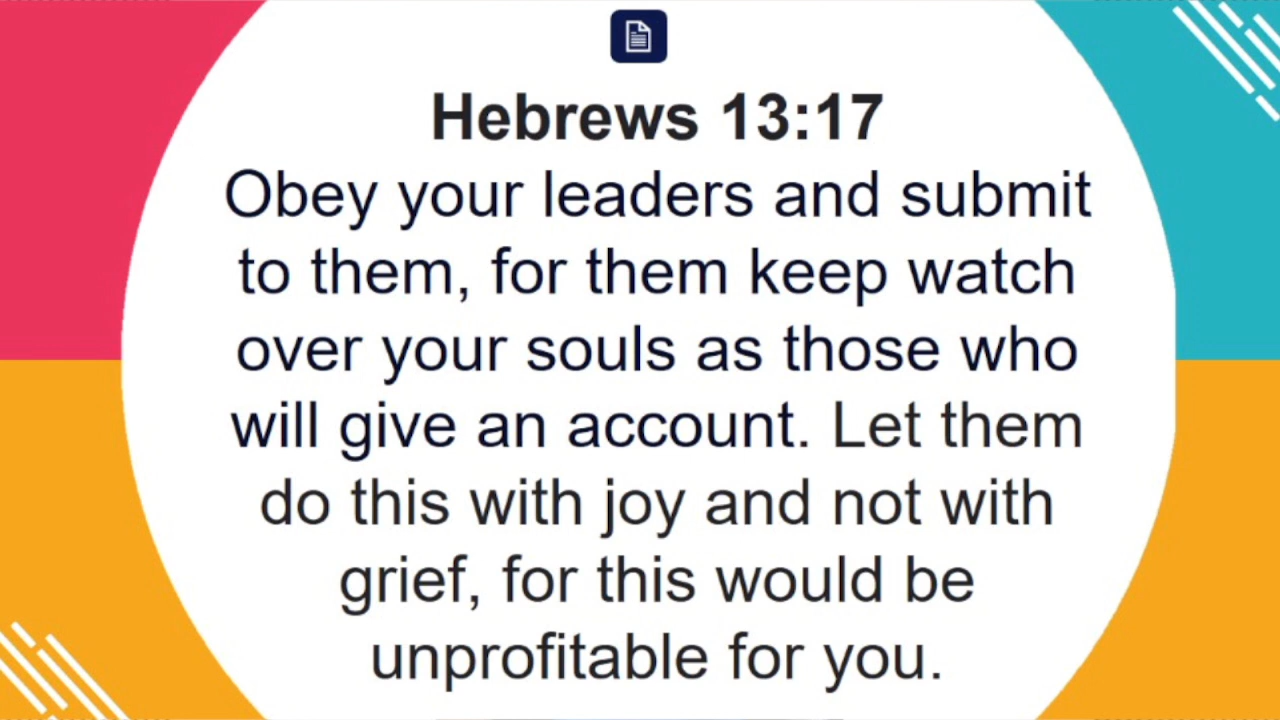 Hebrews 13:17
Obey your leaders and submit
to them, for them keep watch
over your souls as those who
will give an account. Let them
do this with joy and not with
grief, for this would be
unprofitable for you.